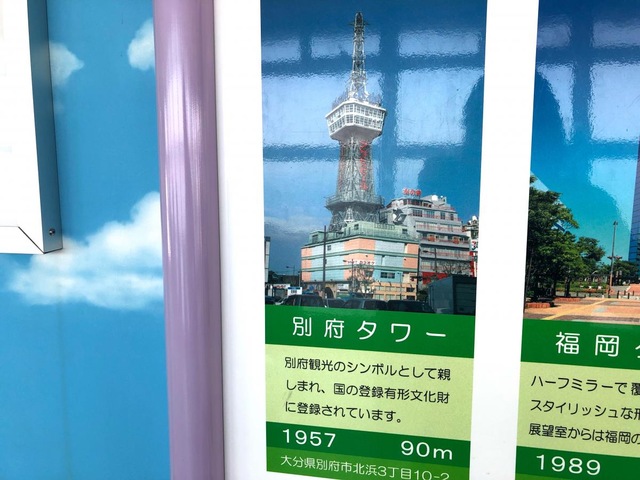 別府タワー
別府観光のシンボルとして親
しまれ、国の登録有形文化財
に登録されています。
1957 90m
大分県別府市北浜3丁目10-2
福岡
ハーフミラーで覆
スタイリッシュな形
展望室からは福岡の
1989